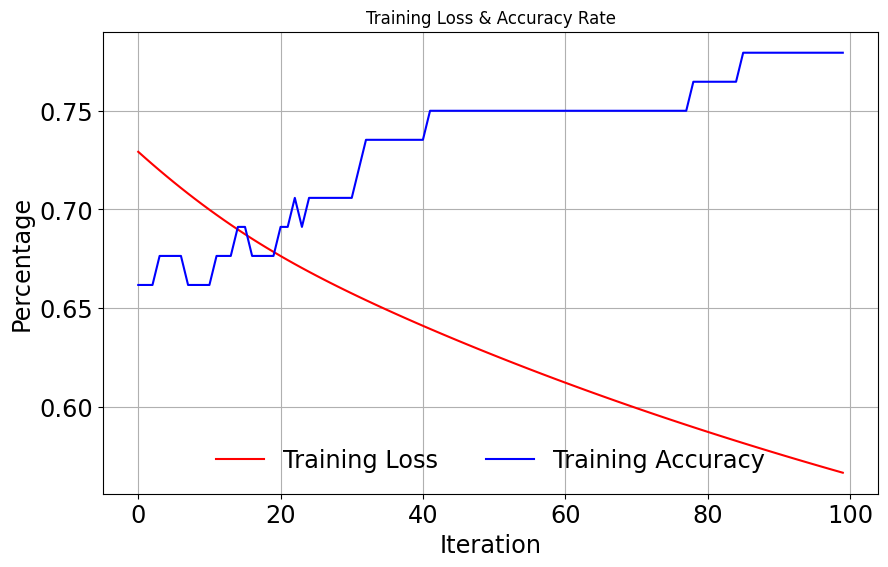 Training Loss & Accuracy Rate
0.75
0.70
0.65
0.60
Percentage
Training Loss
Training Accuracy
0 20 40 60 80 100
Iteration